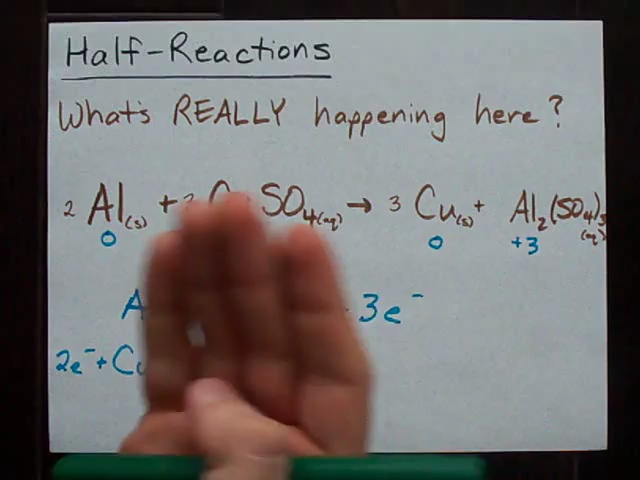 Half-Reactions
What's REALLY happening here?
2 Al(s) + SO4(aq) → 3 Cu(s) + Al2(SO4)3(aq)
0 0 +3
3e⁻
2e⁻ +